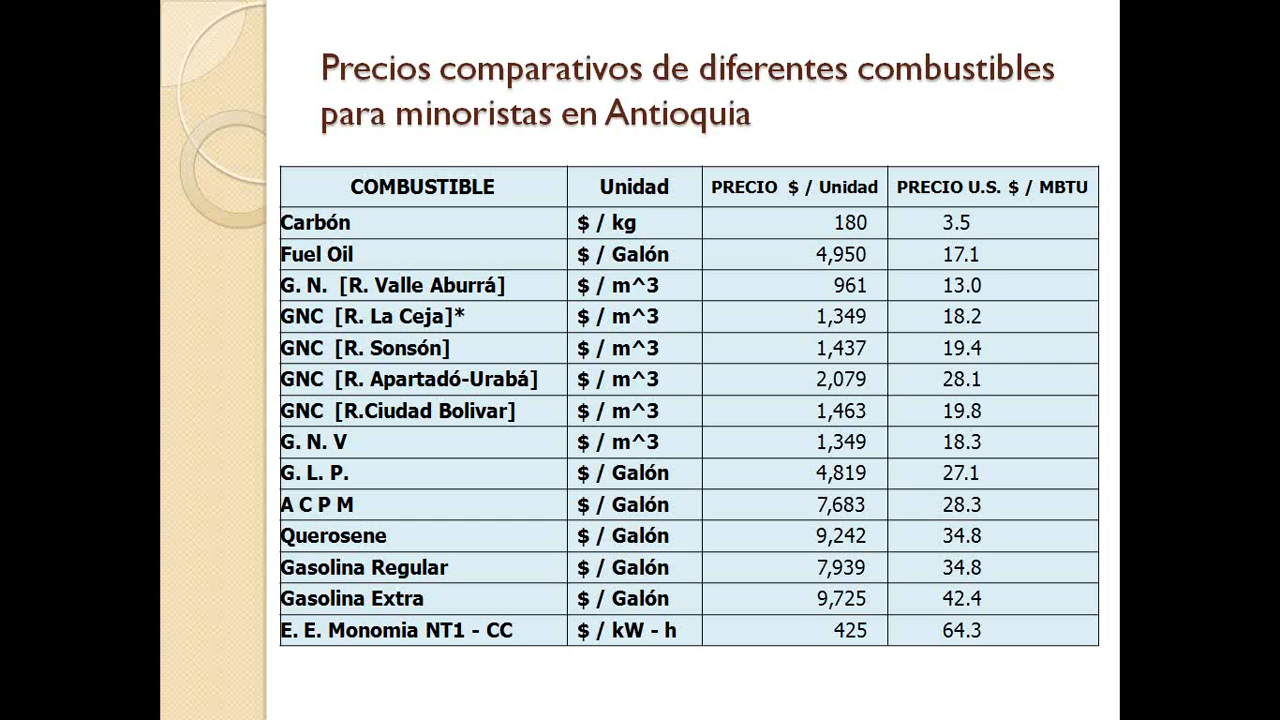 Precios comparativos de diferentes combustibles
para minoristas en Antioquia
COMBUSTIBLE Unidad PRECIO $ / Unidad PRECIO U.S. $ / MBTU
Carbón $ / kg 180 3.5
Fuel Oil $ / Galón 4,950 17.1
G. N. [R. Valle Aburrá] $ / m^3 961 13.0
GNC [R. La Ceja]* $ / m^3 1,349 18.2
GNC [R. Sonsón] $ / m^3 1,437 19.4
GNC [R. Apartadó-Urabá] $ / m^3 2,079 28.1
GNC [R.Ciudad Bolivar] $ / m^3 1,463 19.8
G. N. V $ / m^3 1,349 18.3
G. L. P. $ / Galón 4,819 27.1
A C P M $ / Galón 7,683 28.3
Querosene $ / Galón 9,242 34.8
Gasolina Regular $ / Galón 7,939 34.8
Gasolina Extra $ / Galón 9,725 42.4
E. E. Monomia NT1 - CC $ / kW - h 425 64.3